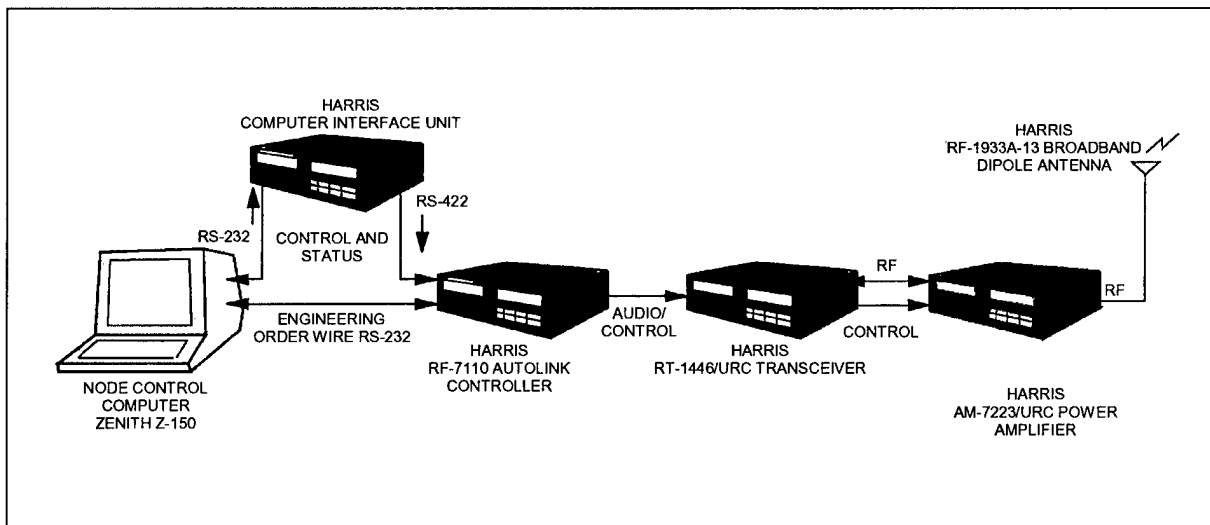 HARRIS
COMPUTER INTERFACE UNIT
HARRIS
RF-1933A-13 BROADBAND
DIPOLE ANTENNA
RS-232
CONTROL AND
STATUS
RS-422
ENGINEERING
ORDER WIRE RS-232
AUDIO/
CONTROL
RF
CONTROL
RF
NODE CONTROL
COMPUTER
ZENITH Z-150
HARRIS
RF-7110 AUTOLINK
CONTROLLER
HARRIS
RT-1446/URC TRANSCEIVER
HARRIS
AM-7223/URC POWER
AMPLIFIER